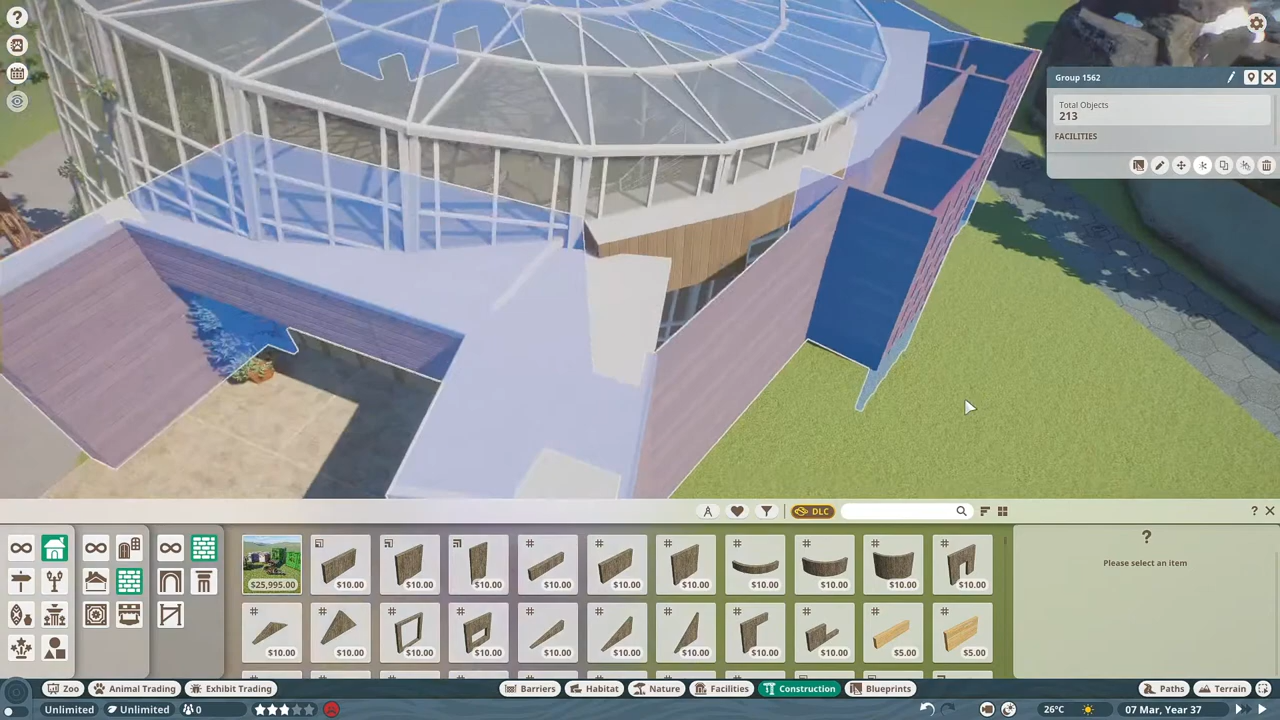 Group 1562
Total Objects
213
FACILITIES
DLC
$25,995.00 $10.00 $10.00 $10.00 $10.00 $10.00 $10.00 $10.00 $10.00 $10.00 $10.00
$10.00 $10.00 $10.00 $10.00 $10.00 $10.00 $10.00 $10.00 $10.00 $5.00 $5.00
?
Please select an item
Zoo Animal Trading Exhibit Trading Barriers Habitat Nature Facilities Construction Blueprints Paths Terrain
Unlimited Unlimited 0 26°C 07 Mar, Year 37